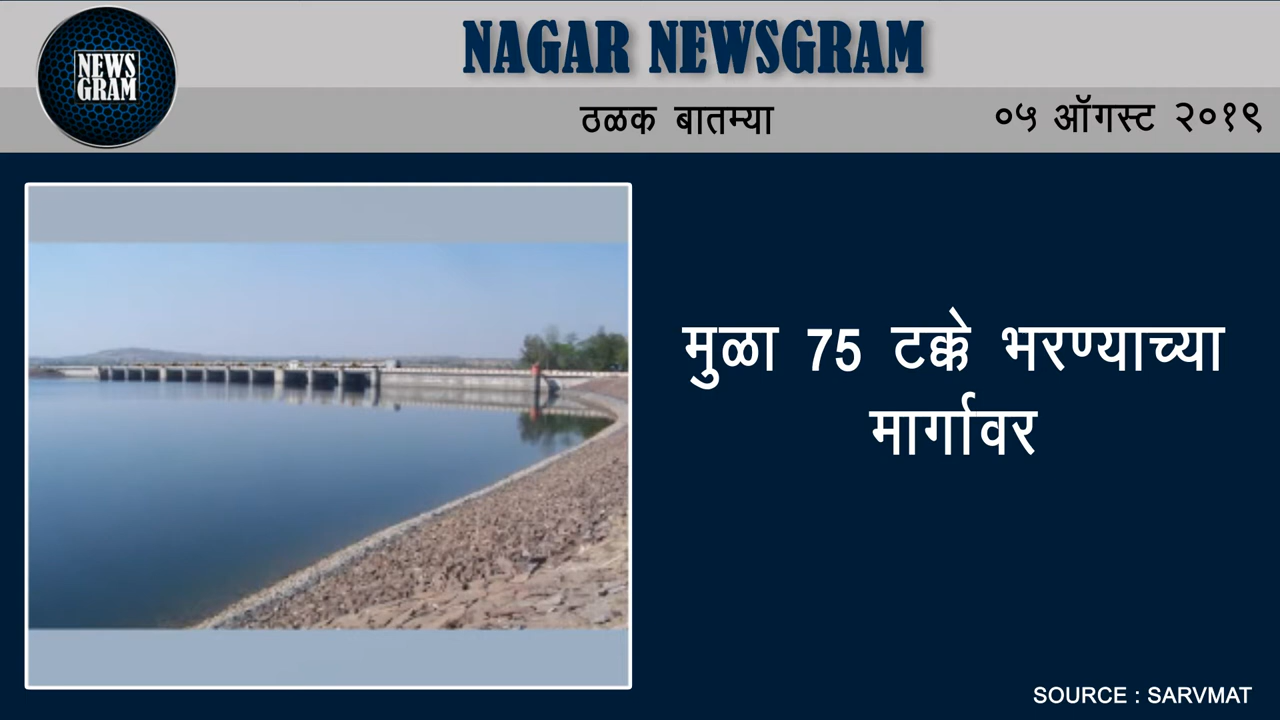 NEWS
GRAM
NAGAR NEWSGRAM
ठळक बातम्या
०५ ऑगस्ट २०१९
मुळा 75 टक्के भरण्याच्या
मार्गावर
SOURCE : SARVMAT